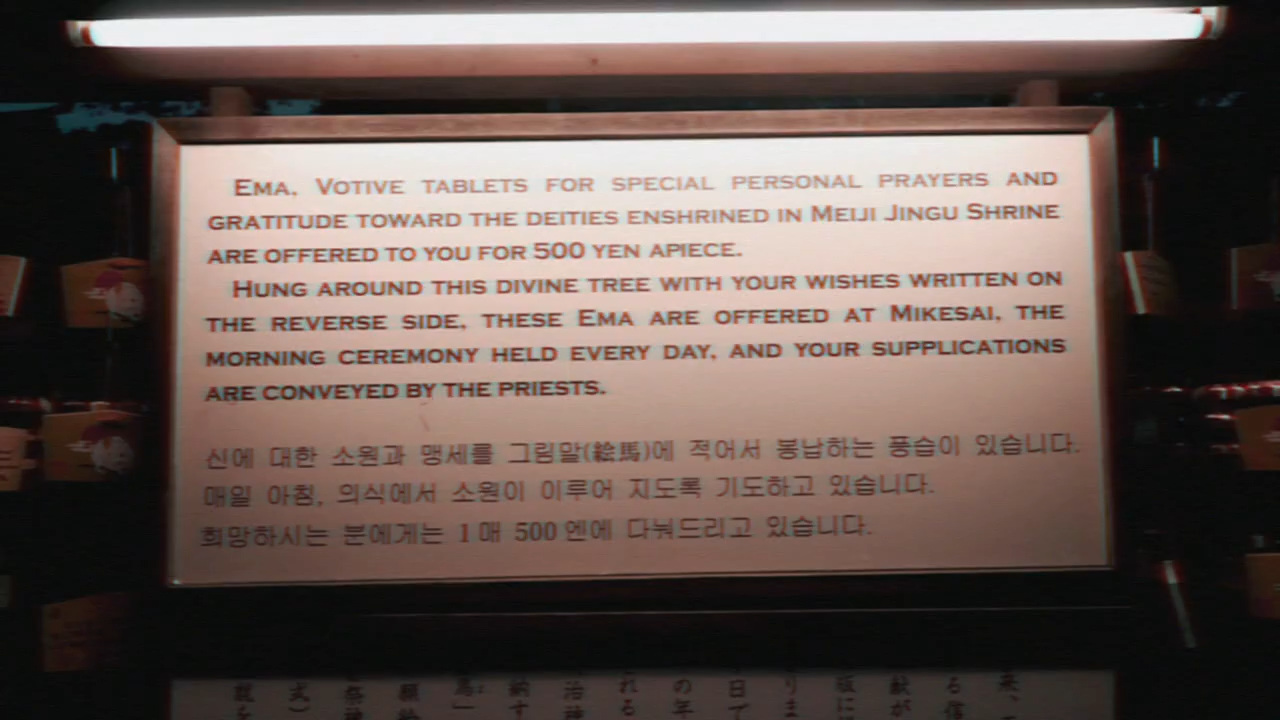 EMA, VOTIVE TABLETS FOR SPECIAL PERSONAL PRAYERS AND
GRATITUDE TOWARD THE DEITIES ENSHRINED IN MEIJI JINGU SHRINE
ARE OFFERED TO YOU FOR 500 YEN APIECE.
HUNG AROUND THIS DIVINE TREE WITH YOUR WISHES WRITTEN ON
THE REVERSE SIDE, THESE EMA ARE OFFERED AT MIKESAI, THE
MORNING CEREMONY HELD EVERY DAY, AND YOUR SUPPLICATIONS
ARE CONVEYED BY THE PRIESTS.
신에 대한 소원과 맹세를 그림말(絵馬)에 적어서 봉납하는 풍습이 있습니다.
매일 아침, 의식에서 소원이 이루어 지도록 기도하고 있습니다.
희망하시는 분에게는 1매 500엔에 다눠드리고 있습니다.